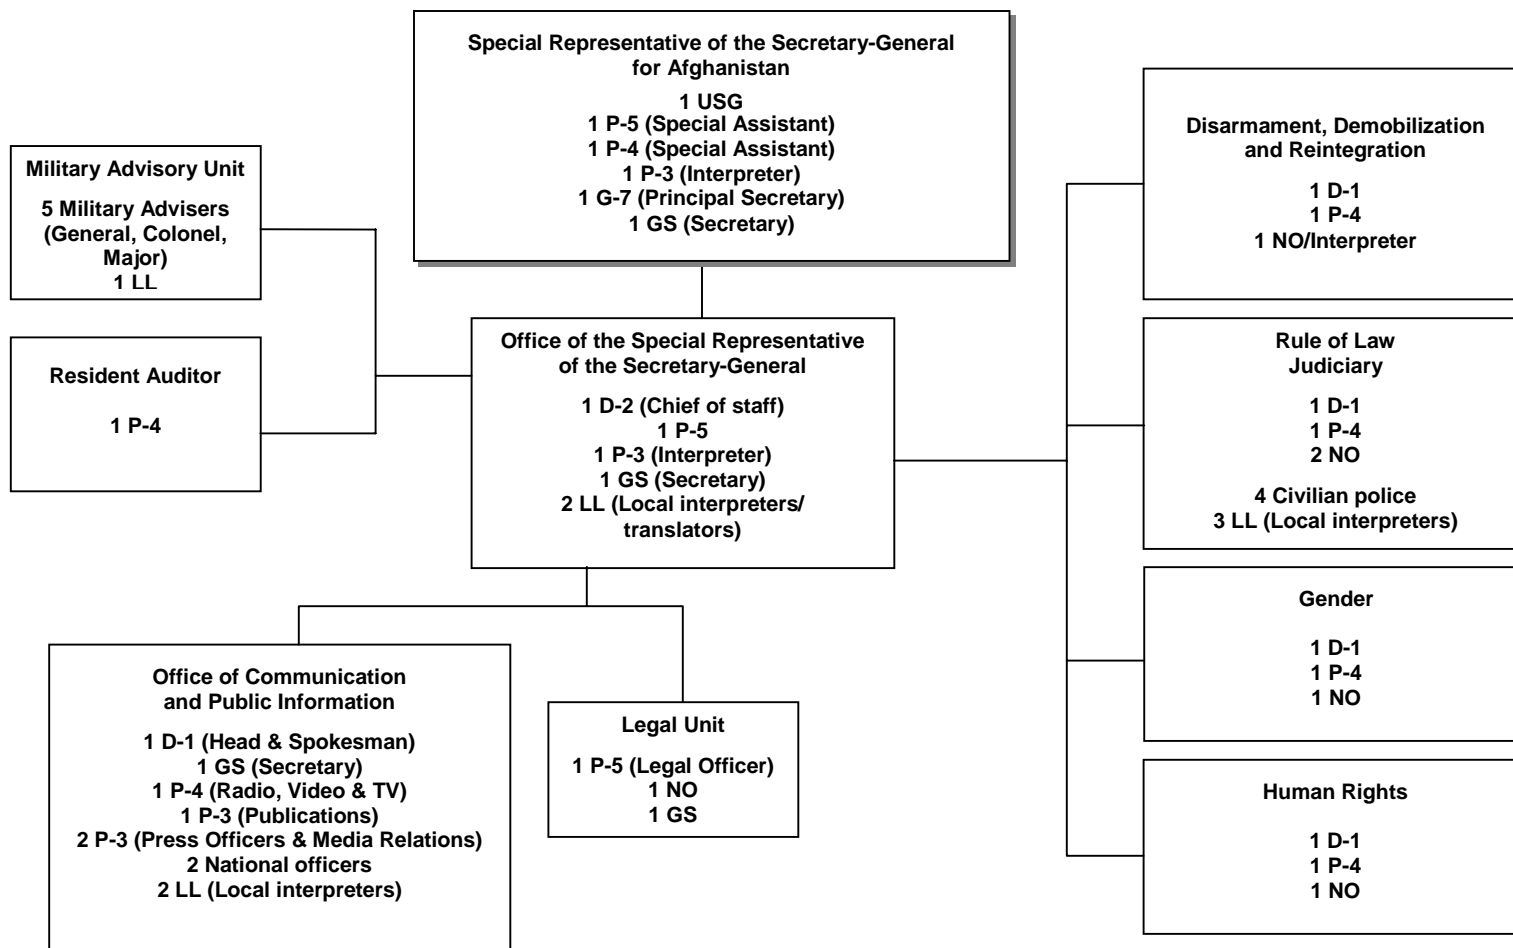 Special Representative of the Secretary-General
for Afghanistan
1 USG
1 P-5 (Special Assistant)
1 P-4 (Special Assistant)
1 P-3 (Interpreter)
1 G-7 (Principal Secretary)
1 GS (Secretary)
Military Advisory Unit
5 Military Advisers
(General, Colonel,
Major)
1 LL
Resident Auditor
1 P-4
Office of the Special Representative
of the Secretary-General
1 D-2 (Chief of staff)
1 P-5
1 P-3 (Interpreter)
1 GS (Secretary)
2 LL (Local interpreters/
translators)
Disarmament, Demobilization
and Reintegration
1 D-1
1 P-4
1 NO/Interpreter
Rule of Law
Judiciary
1 D-1
1 P-4
2 NO
4 Civilian police
3 LL (Local interpreters)
Gender
1 D-1
1 P-4
1 NO
Human Rights
1 D-1
1 P-4
1 NO
Office of Communication
and Public Information
1 D-1 (Head & Spokesman)
1 GS (Secretary)
1 P-4 (Radio, Video & TV)
1 P-3 (Publications)
2 P-3 (Press Officers & Media Relations)
2 National officers
2 LL (Local interpreters)
Legal Unit
1 P-5 (Legal Officer)
1 NO
1 GS